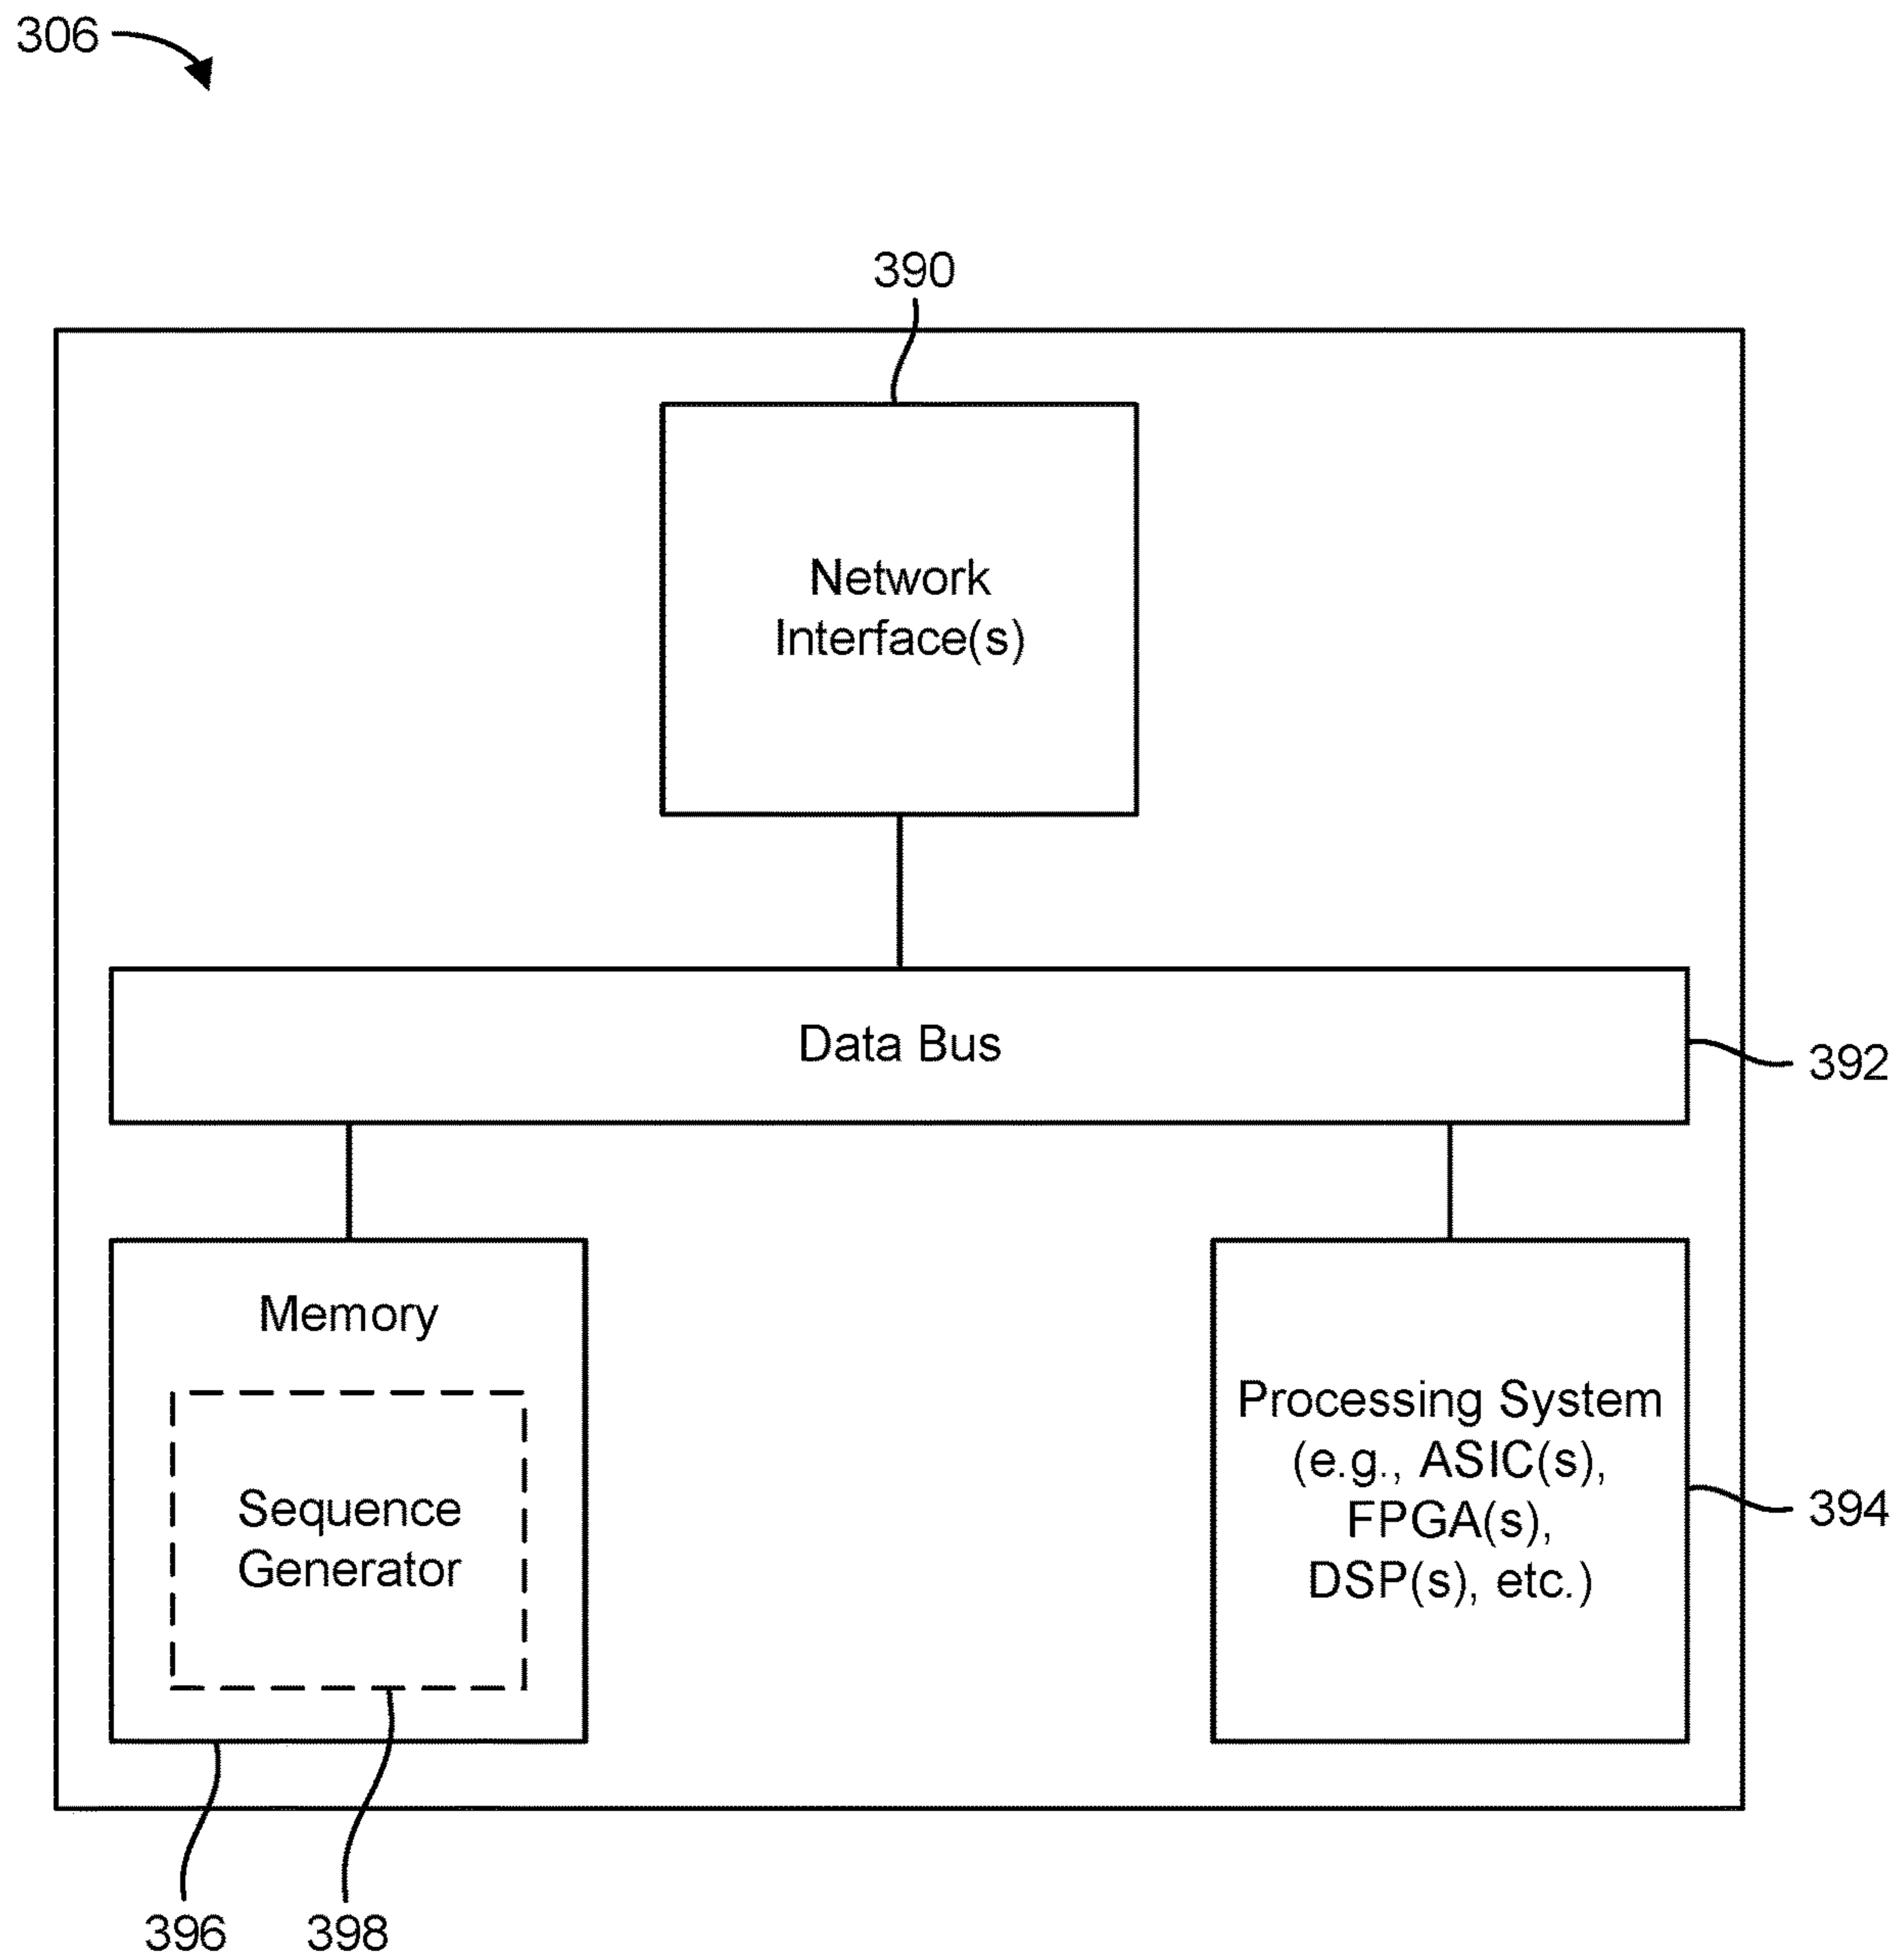 306
390
Network
Interface(s)
Data Bus
392
Memory
Sequence
Generator
Processing System
(e.g., ASIC(s),
FPGA(s),
DSP(s), etc.)
394
396
398